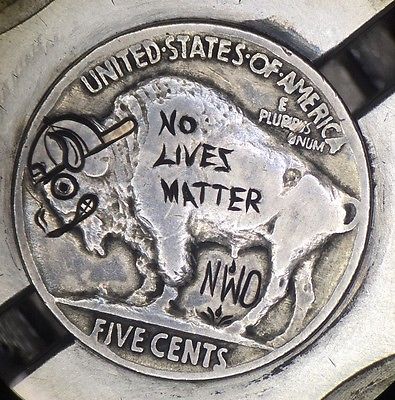 UNITED·STATES·OF·AMERICA
E
PLURIBUS
UNUM
NO
LIVES
MATTER
NWO
FIVE CENTS